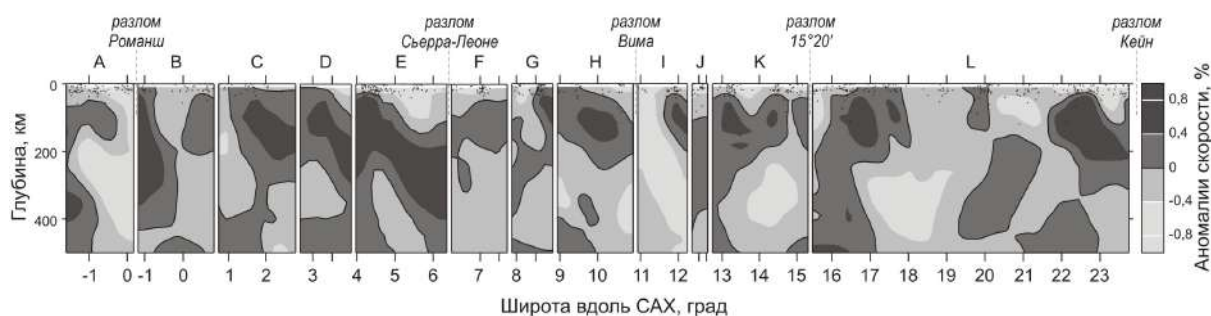 разлом
Романш
разлом
Сьерра-Леоне
разлом
Вима
разлом
15°20'
разлом
Кейн
A B C D E F G H I J K L
0
200
400
Глубина, км
-1 0 -1 0 1 2 3 4 5 6 7 8 9 10 11 12 13 14 15 16 17 18 19 20 21 22 23
Широта вдоль САХ, град
0,8
0,4
0
-0,4
-0,8
Аномалии скорости, %